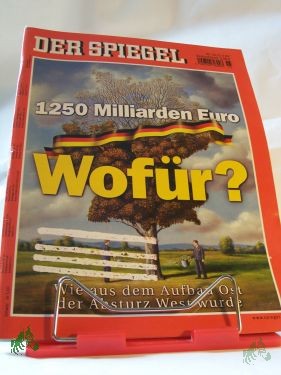 DER SPIEGEL
1250 Milliarden Euro
Wofür?
Wie aus dem Aufbau Ost
der Absturz West wurde